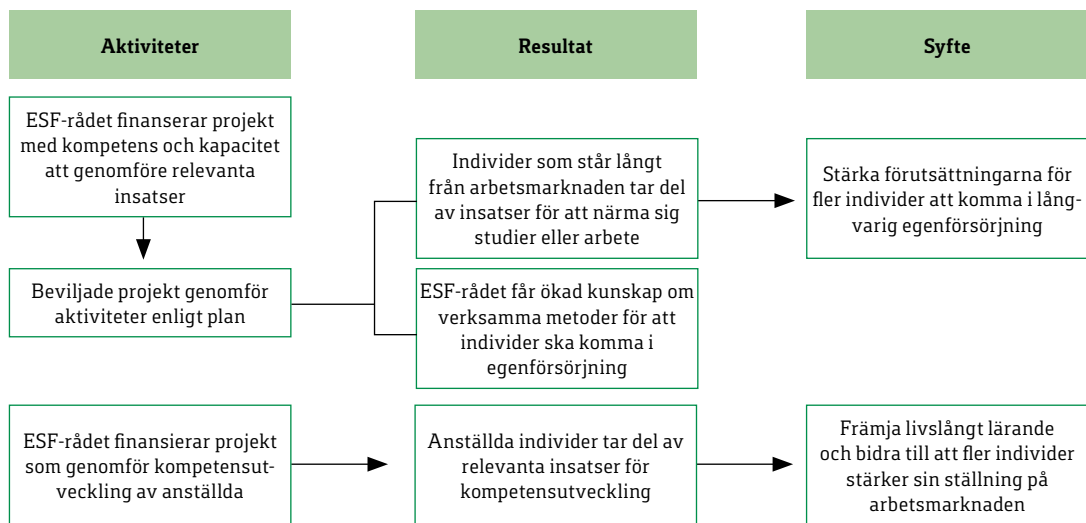 Aktiviteter
Resultat
Syfte
ESF-rådet finanserar projekt
med kompetens och kapacitet
att genomföre relevanta
insatser
Beviljade projekt genomför
aktiviteter enligt plan
Individer som står långt
från arbetsmarknaden tar del
av insatser för att närma sig
studier eller arbete
ESF-rådet får ökad kunskap om
verksamma metoder för att
individer ska komma i
egenförsörjning
Stärka förutsättningarna för
fler individer att komma i lång-
varig egenförsörjning
ESF-rådet finansierar projekt
som genomför kompetensut-
veckling av anställda
Anställda individer tar del av
relevanta insatser för
kompetensutveckling
Främja livslångt lärande
och bidra till att fler individer
stärker sin ställning på
arbetsmarknaden